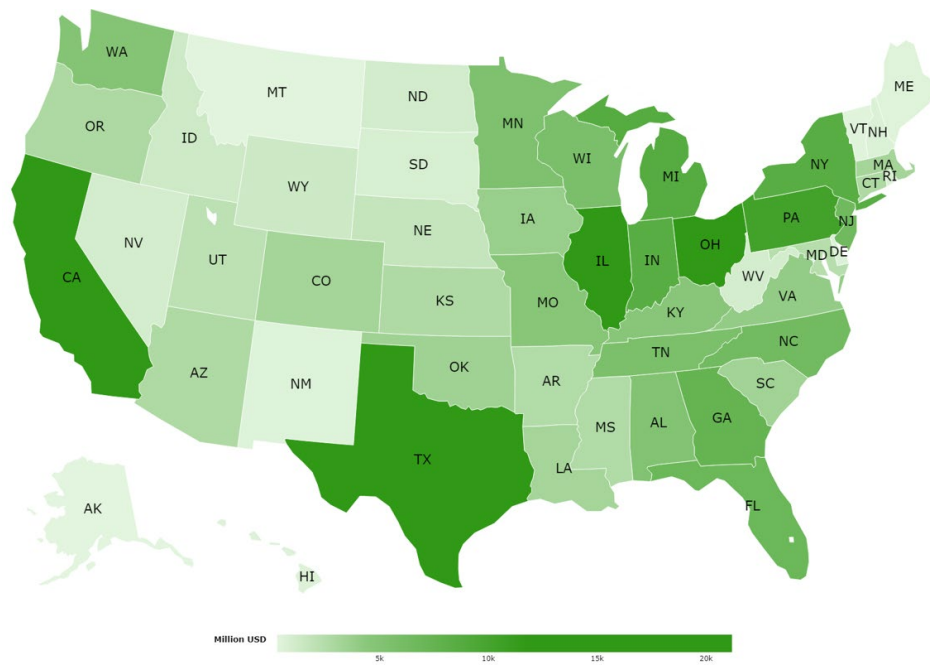 WA
MT
ND
MN
ME
VT
NH
OR
ID
SD
WI
MI
NY
MA
RI
CT
WY
IA
PA
NJ
NE
NV
UT
CA
CO
IL
IN
OH
MD
DE
WV
VA
KS
MO
KY
NC
TN
OK
AZ
NM
AR
SC
MS
AL
GA
TX
LA
FL
AK
HI
Million USD
5k
10k
15k
20k